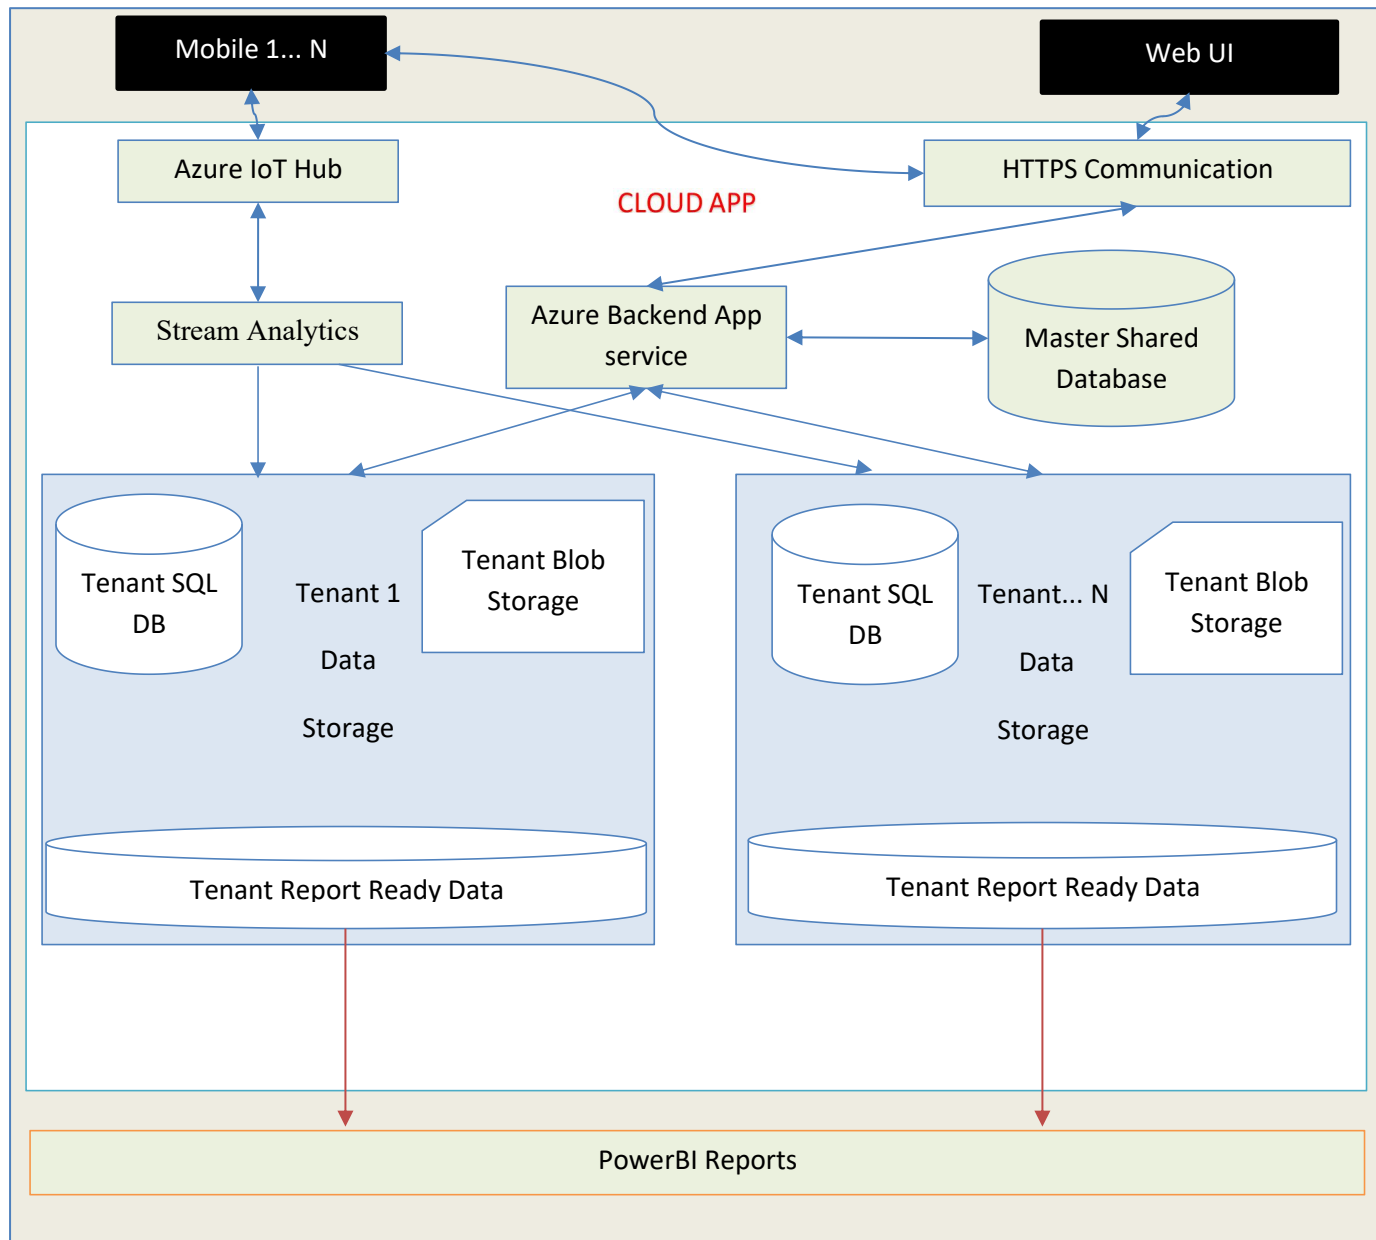 Mobile 1... N
Web UI
Azure IoT Hub
HTTPS Communication
CLOUD APP
Stream Analytics
Azure Backend App
service
Master Shared
Database
Tenant SQL
DB
Tenant 1
Data
Storage
Tenant Blob
Storage
Tenant SQL
DB
Tenant... N
Data
Storage
Tenant Blob
Storage
Tenant Report Ready Data
Tenant Report Ready Data
PowerBI Reports